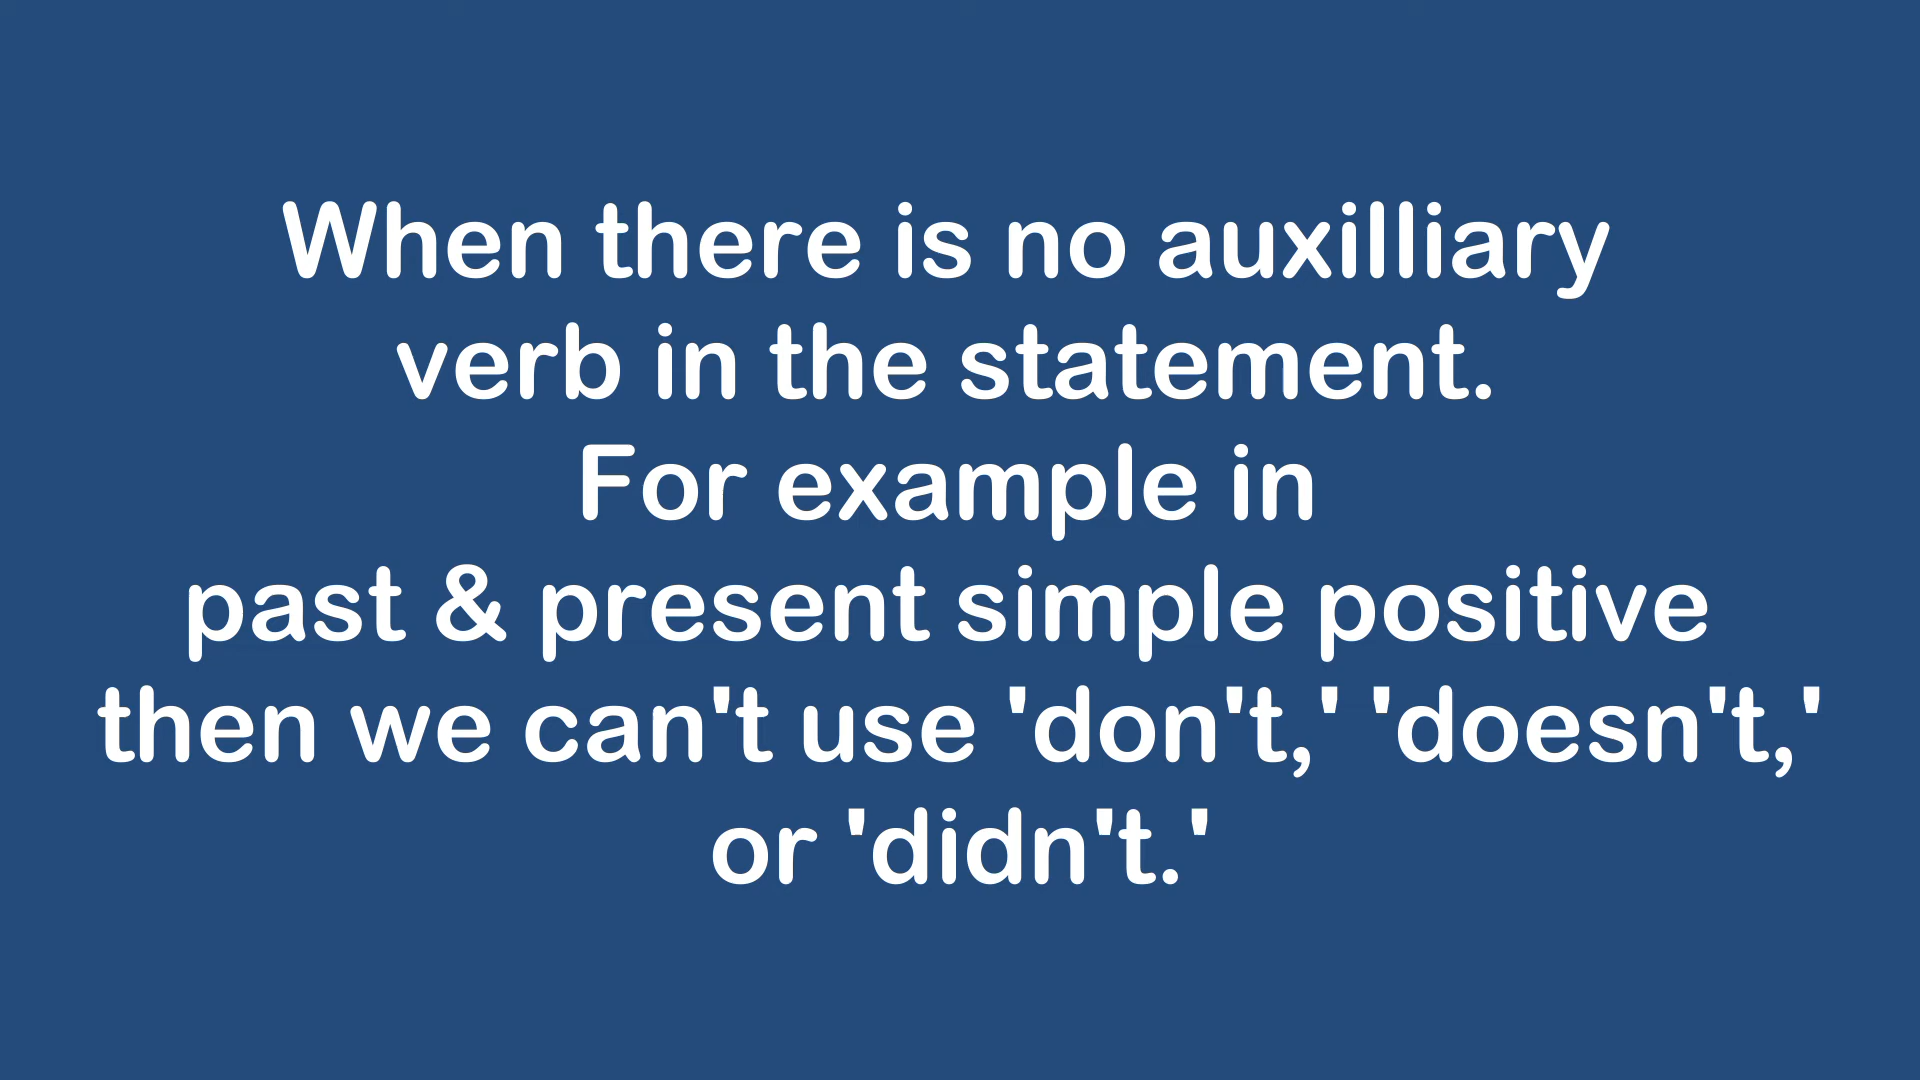 When there is no auxilliary
verb in the statement.
For example in
past & present simple positive
then we can't use 'don't,' 'doesn't,'
or 'didn't.'